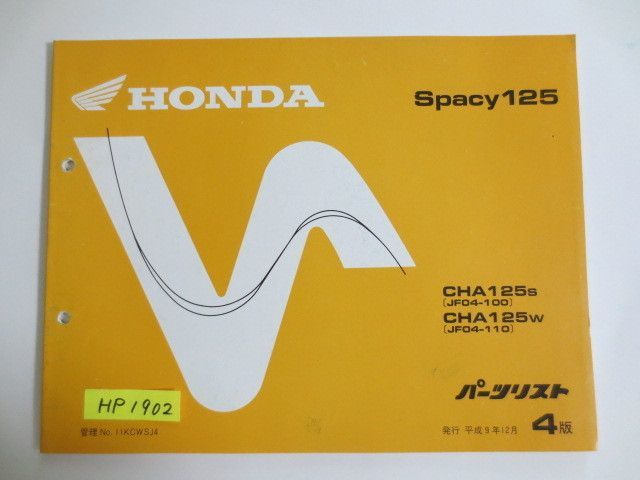 HONDA
Spacy125
CHA125S
(JF04-100)
CHA125W
(JF04-110)
パーツリスト
HP1902
管理No.11KCWSJ4
発行 平成9年12月 4版